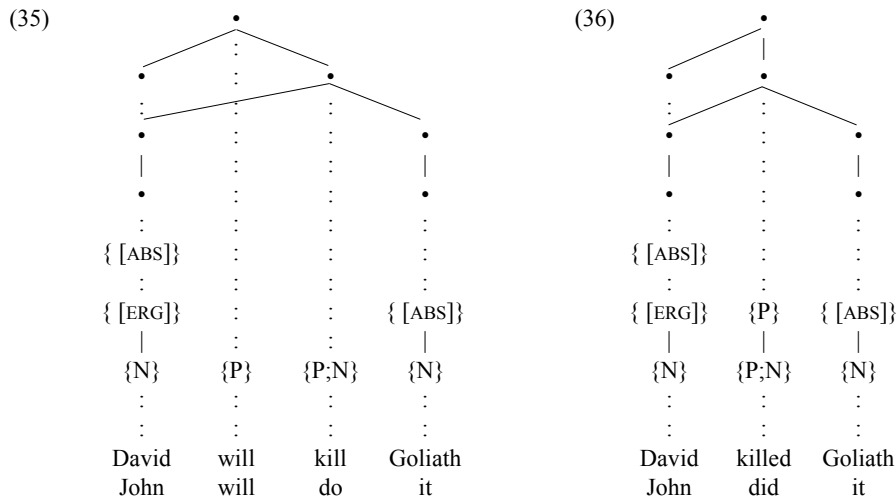 (35) (36)
{ [ABS]} { [ABS]}
{ [ERG]} { [ABS]} { [ERG]} {P} { [ABS]}
{N} {P} {P;N} {N} {N} {P;N} {N}
David will kill Goliath David killed Goliath
John will do it John did it